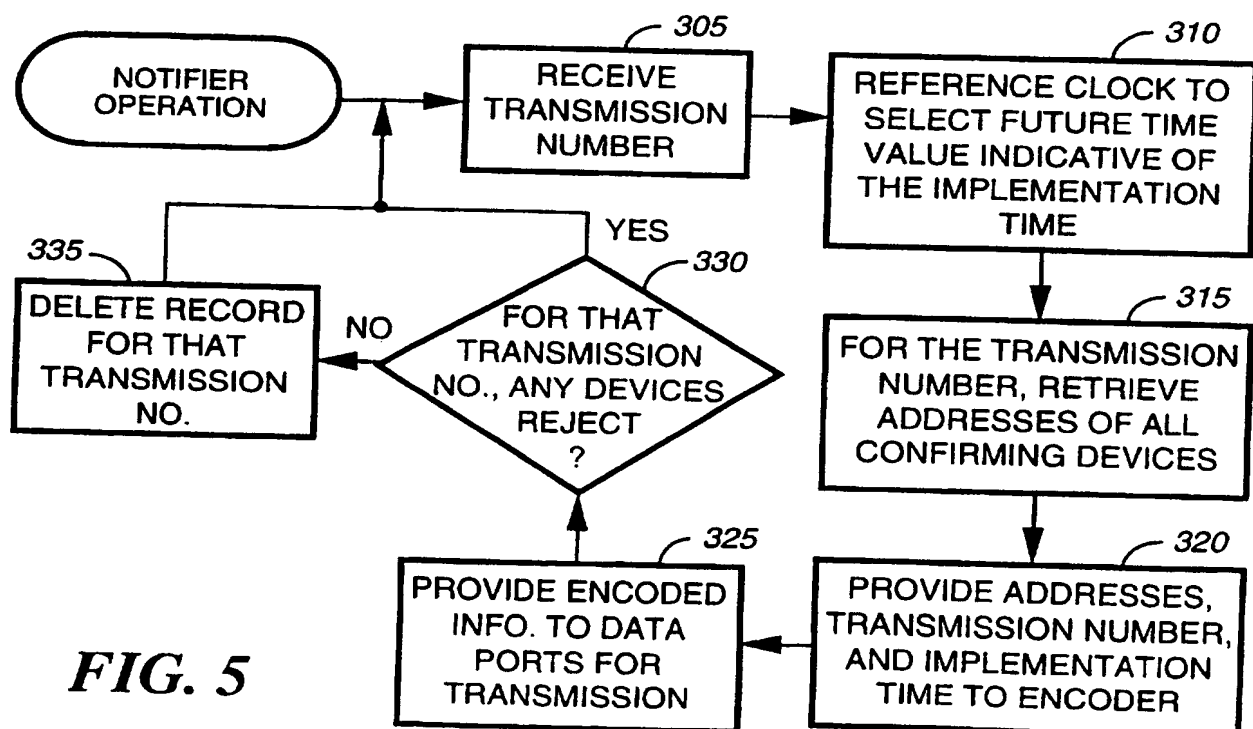 NOTIFIER
OPERATION
305
RECEIVE
TRANSMISSION
NUMBER
310
REFERENCE CLOCK TO
SELECT FUTURE TIME
VALUE INDICATIVE OF
THE IMPLEMENTATION
TIME
315
FOR THE TRANSMISSION
NUMBER, RETRIEVE
ADDRESSES OF ALL
CONFIRMING DEVICES
320
PROVIDE ADDRESSES,
TRANSMISSION NUMBER,
AND IMPLEMENTATION
TIME TO ENCODER
325
PROVIDE ENCODED
INFO. TO DATA
PORTS FOR
TRANSMISSION
330
FOR THAT
TRANSMISSION
NO., ANY DEVICES
REJECT
?
YES
NO
335
DELETE RECORD
FOR THAT
TRANSMISSION
NO.
FIG. 5